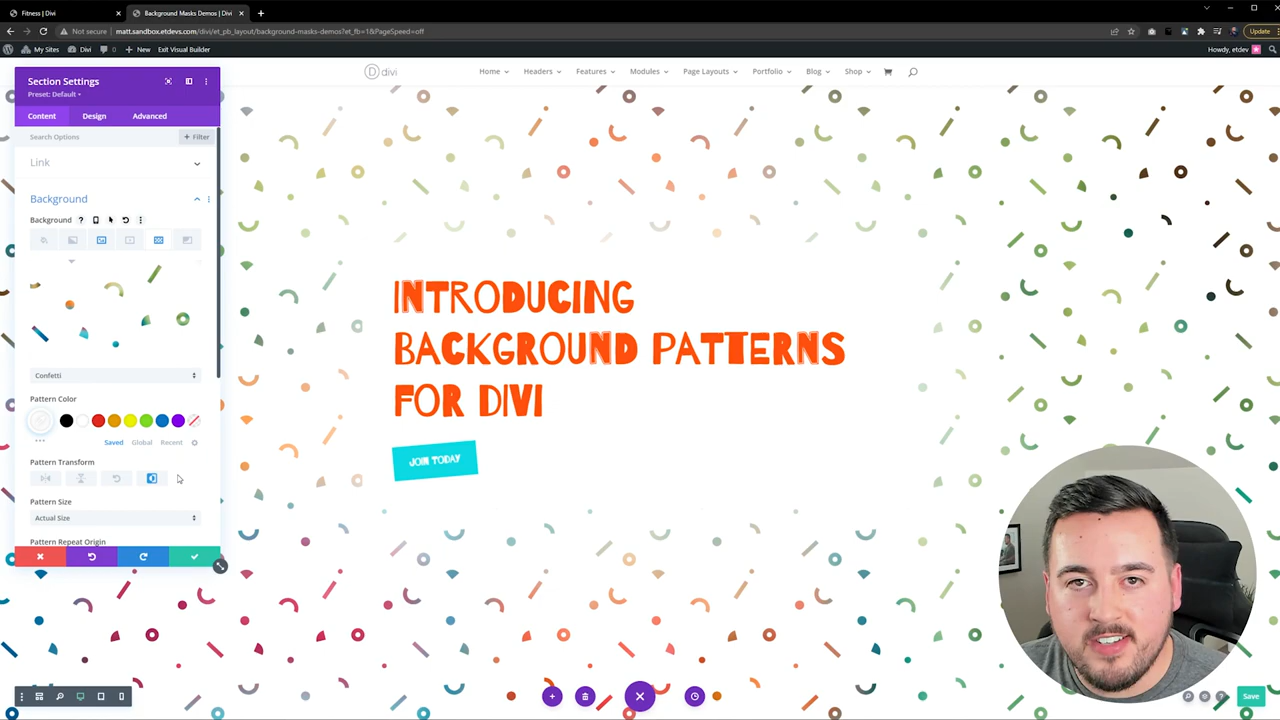 Fitness | Divi
Background Masks Demos | Divi
Not secure
matt.sandbox.etdevs.com/divi/et_pb_layout/background-masks-demos?et_fb=1&PageSpeed=off
Update
My Sites
Divi
0
New
Exit Visual Builder
Howdy, etdev
Section Settings
Preset: Default
Content
Design
Advanced
Search Options
Filter
Link
Background
Background
Confetti
Pattern Color
Saved
Global
Recent
Pattern Transform
Pattern Size
Actual Size
Pattern Repeat Origin
D divi
Home
Headers
Features
Modules
Page Layouts
Portfolio
Blog
Shop
INTRODUCING
BACKGROUND PATTERNS
FOR DIVI
JOIN TODAY
Save